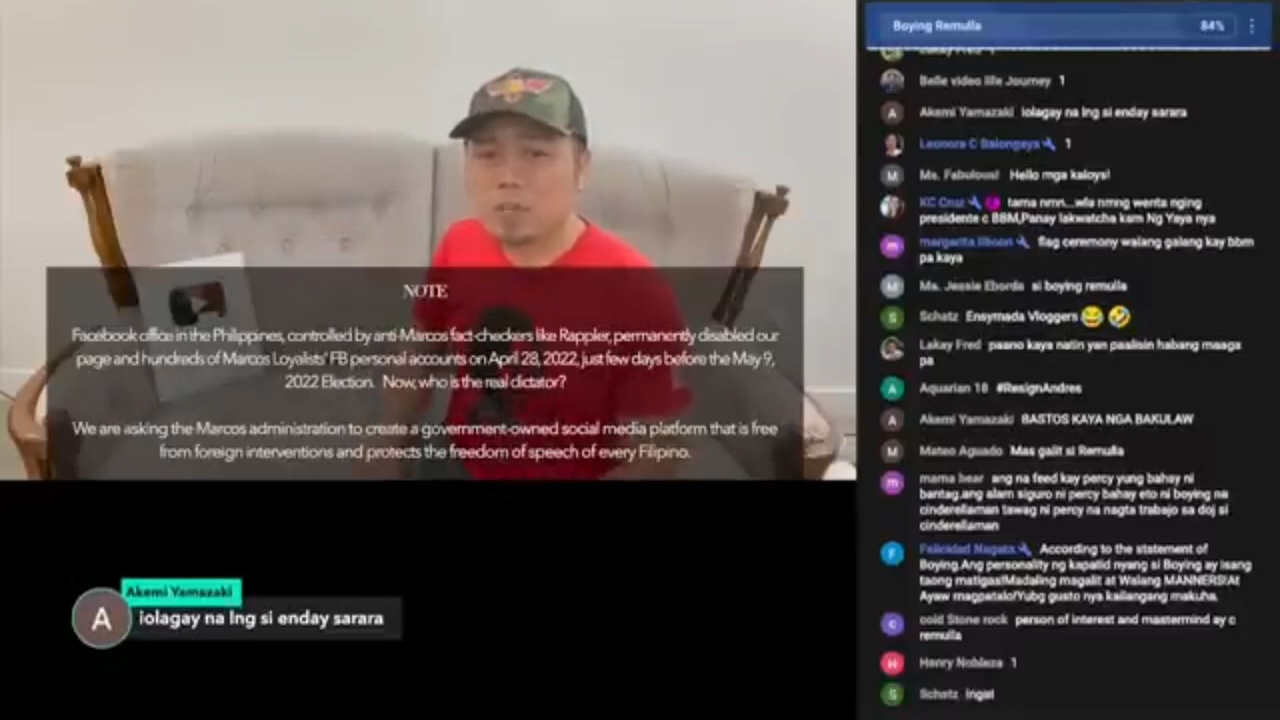 NOTE
Facebook office in the Philippines, controlled by anti-Marcos fact-checkers like Rappler, permanently disabled our
page and hundreds of Marcos Loyalists' FB personal accounts on April 28, 2022, just few days before the May 9,
2022 Election. Now, who is the real dictator?
We are asking the Marcos administration to create a government-owned social media platform that is free
from foreign interventions and protects the freedom of speech of every Filipino.
Akemi Yamazaki
A
iolagay na lng si enday sarara
Boying Remulla 84%
Lakay Fred 1
Belle video life Journey 1
A Akemi Yamazaki iolagay na lng si enday sarara
Leonora C Balongaya 1
M Ms. Fabulous! Hello mga kaloys!
KC Cruz tama nmn...wla nmng wenta nging
presidente c BBM,Panay lakwatcha kam Ng Yaya nya
m margarita flag ceremony walang galang kay bbm
pa kaya
M Ms. Jessie Eborda si boying remulla
S Schatz Ensymada Vloggers 😂 🤣
Lakay Fred paano kaya natin yan paalisin habang maaga
pa
A Aquarian 18 #ResignAndres
A Akemi Yamazaki BASTOS KAYA NGA BAKULAW
M Mateo Aguado Mas galit si Remulla
m mama bear ang na feed kay percy yung bahay ni
bantag,ang alam siguro ni percy bahay eto ni boying na
cinderellaman tawag ni percy na nagta trabajo sa doj si
cinderellaman
F Felicidad Nagata According to the statement of
Boying.Ang personality ng kapatid nyang si Boying ay isang
taong matigas!Madaling magalit at Walang MANNERS!At
Ayaw magpatalo!Yubg gusto nya kailangang makuha.
c cold Stone rock person of interest and mastermind ay c
remulla
H Henry Nobleza 1
S Schatz ingat